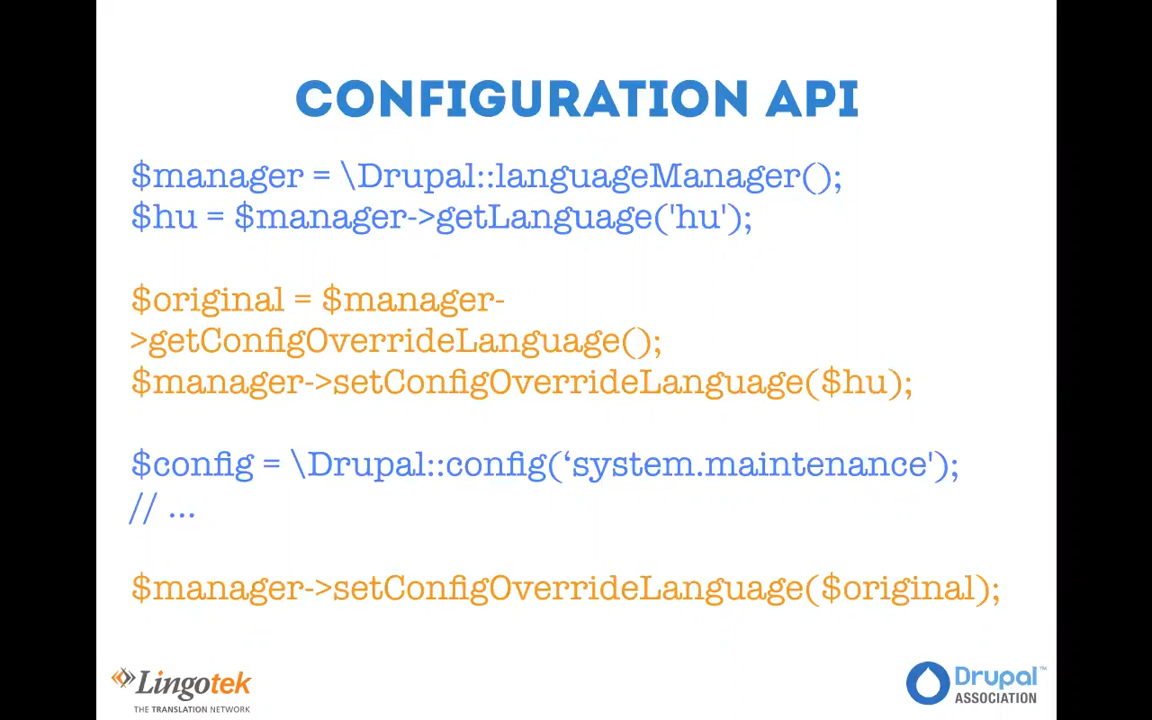 CONFIGURATION API
$manager = \Drupal::languageManager();
$hu = $manager->getLanguage('hu');
$original = $manager-
>getConfigOverrideLanguage();
$manager->setConfigOverrideLanguage($hu);
$config = \Drupal::config(‘system.maintenance');
// ...
$manager->setConfigOverrideLanguage($original);
Lingotek
THE TRANSLATION NETWORK
Drupal™
ASSOCIATION